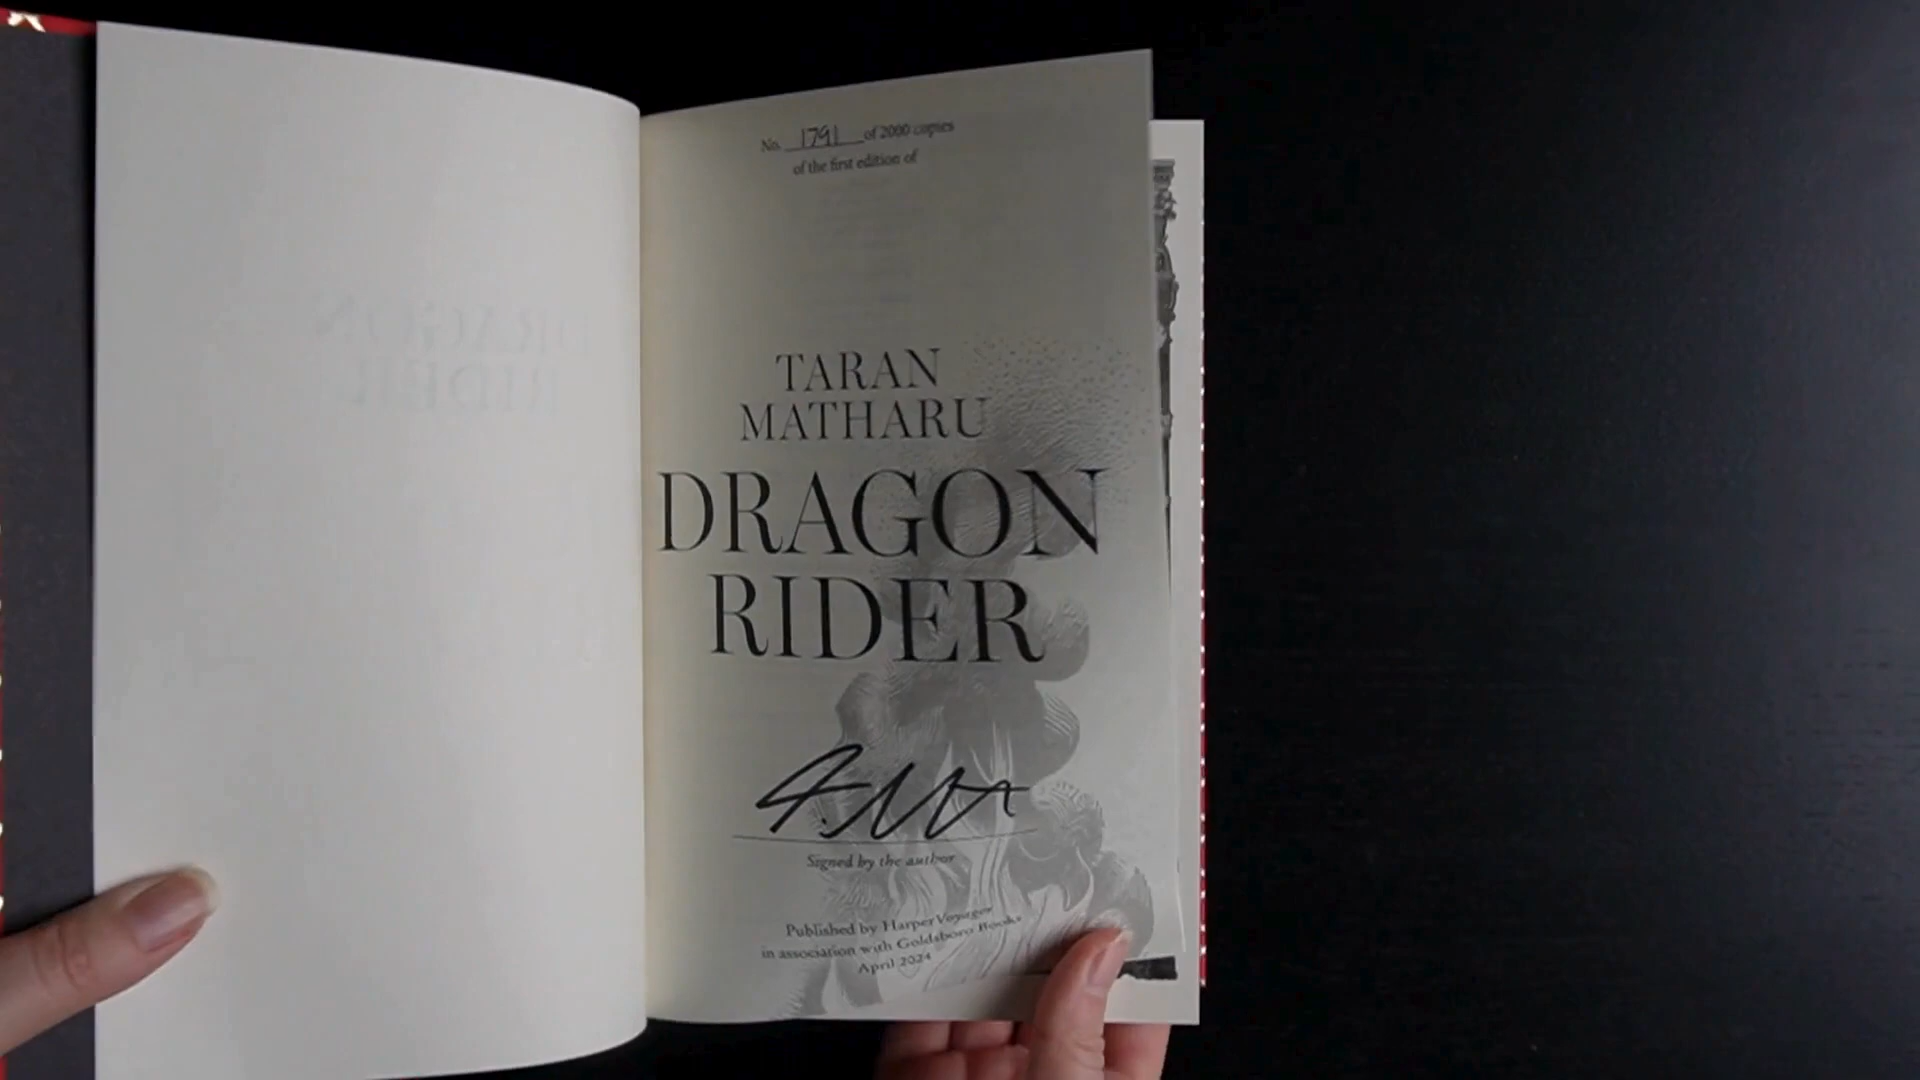 No. 1791 of 2000 copies
of the first edition of
TARAN
MATHARU
DRAGON
RIDER
Signed by the author
Published by HarperVoyager
in association with Goldsboro Books
April 2024